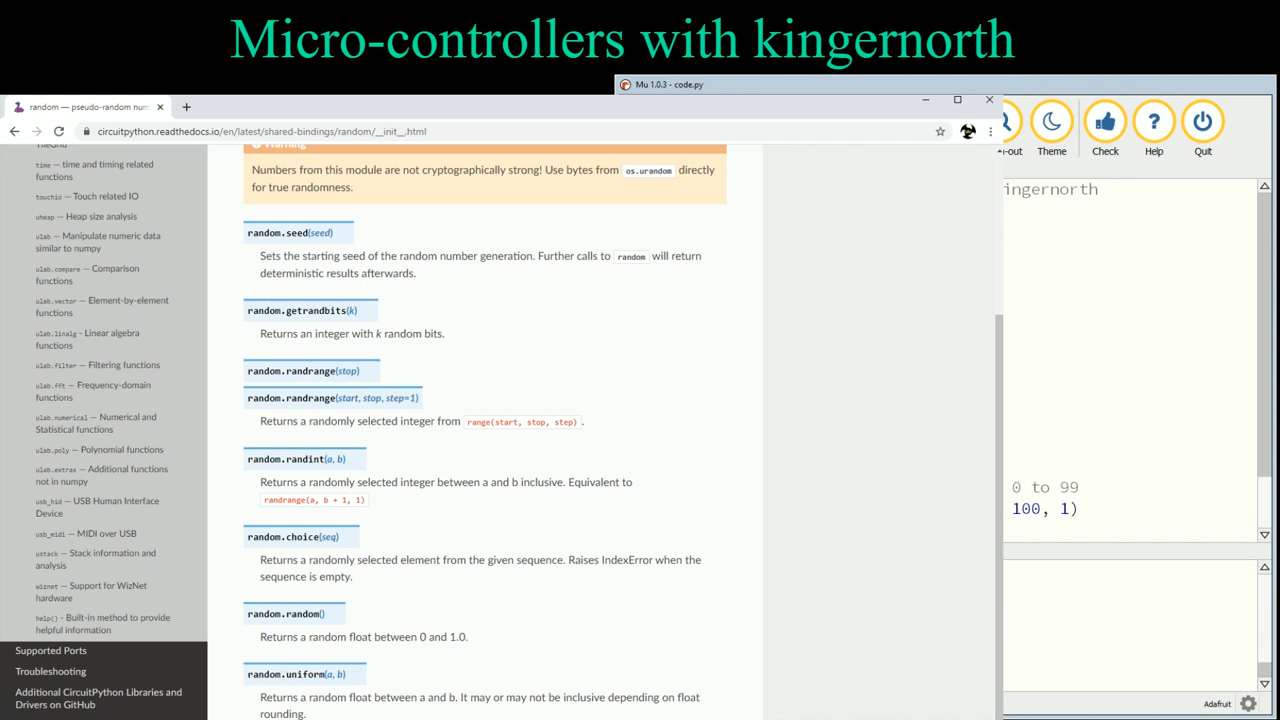 Micro-controllers with kingernorth
Mu 1.0.3 - code.py
random — pseudo-random num
circuitpython.readthedocs.io/en/latest/shared-bindings/random/__init__.html
Theme
Check
Help
Quit
time — time and timing related
functions
touchio — Touch related IO
uheap — Heap size analysis
ulab — Manipulate numeric data
similar to numpy
ulab.compare — Comparison
functions
ulab.vector — Element-by-element
functions
ulab.linalg - Linear algebra
functions
ulab.filter — Filtering functions
ulab.fft — Frequency-domain
functions
ulab.numerical — Numerical and
Statistical functions
ulab.poly — Polynomial functions
ulab.extras — Additional functions
not in numpy
usb_hid — USB Human Interface
Device
usb_midi — MIDI over USB
ustack — Stack information and
analysis
wiznet — Support for WizNet
hardware
help() - Built-in method to provide
helpful information
Supported Ports
Troubleshooting
Additional CircuitPython Libraries and
Drivers on GitHub
Warning
Numbers from this module are not cryptographically strong! Use bytes from os.urandom directly
for true randomness.
random.seed(seed)
Sets the starting seed of the random number generation. Further calls to random will return
deterministic results afterwards.
random.getrandbits(k)
Returns an integer with k random bits.
random.randrange(stop)
random.randrange(start, stop, step=1)
Returns a randomly selected integer from range(start, stop, step) .
random.randint(a, b)
Returns a randomly selected integer between a and b inclusive. Equivalent to
randrange(a, b + 1, 1)
random.choice(seq)
Returns a randomly selected element from the given sequence. Raises IndexError when the
sequence is empty.
random.random()
Returns a random float between 0 and 1.0.
random.uniform(a, b)
Returns a random float between a and b. It may or may not be inclusive depending on float
rounding.
ingernorth
0 to 99
100, 1)
Adafruit